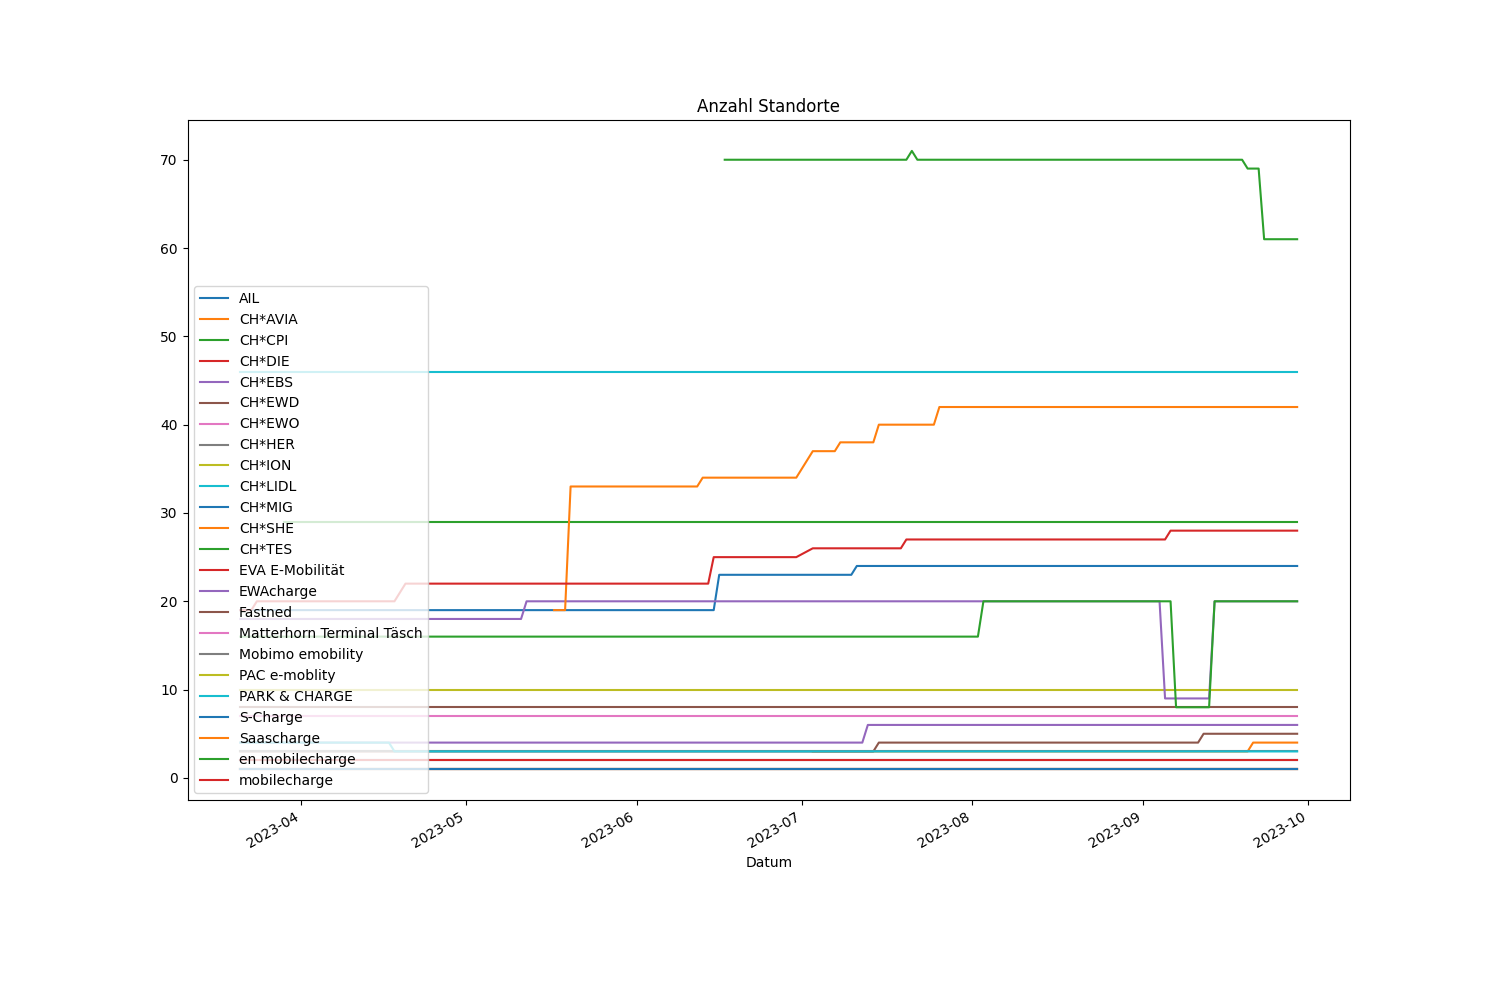 Anzahl Standorte
70
60
50
40
30
20
10
0
AIL
CH*AVIA
CH*CPI
CH*DIE
CH*EBS
CH*EWD
CH*EWO
CH*HER
CH*ION
CH*LIDL
CH*MIG
CH*SHE
CH*TES
EVA E-Mobilität
EWAcharge
Fastned
Matterhorn Terminal Täsch
Mobimo emobility
PAC e-moblity
PARK & CHARGE
S-Charge
Saascharge
en mobilecharge
mobilecharge
2023-04
2023-05
2023-06
2023-07
2023-08
2023-09
2023-10
Datum